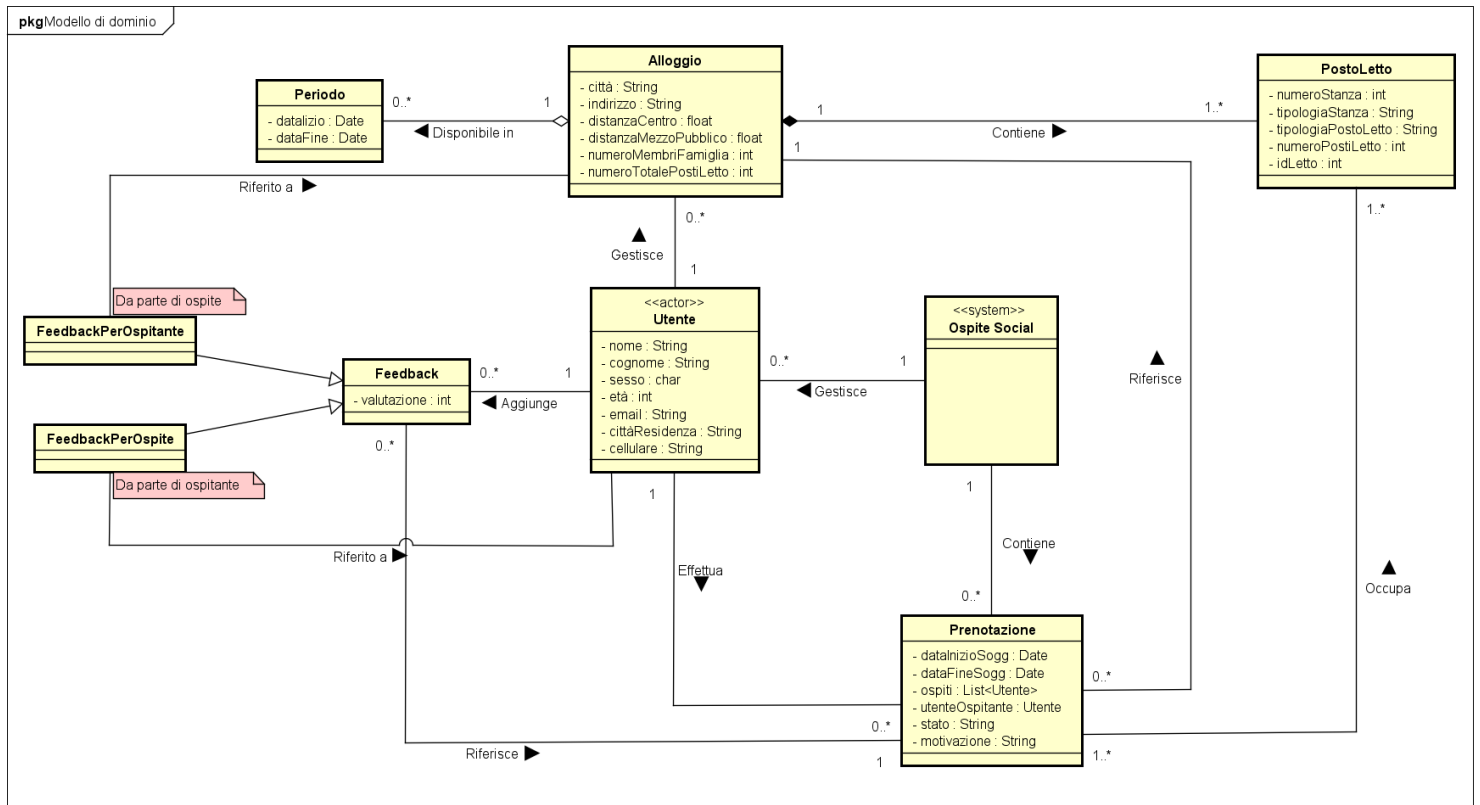 pkg Modello di dominio
Alloggio
- città : String
- indirizzo : String
- distanzaCentro : float
- distanzaMezzoPubblico : float
- numeroMembriFamiglia : int
- numeroTotalePostiLetto : int
Periodo
- dataIizio : Date
- dataFine : Date
0..*
1
Disponibile in
PostoLetto
- numeroStanza : int
- tipologiaStanza : String
- tipologiaPostoLetto : String
- numeroPostiLetto : int
- idLetto : int
1
1..*
Contiene
1
Riferito a
0..*
1..*
Gestisce
1
Da parte di ospite
FeedbackPerOspitante
<<actor>>
Utente
- nome : String
- cognome : String
- sesso : char
- età : int
- email : String
- cittàResidenza : String
- cellulare : String
<<system>>
Ospite Social
0..*
1
Gestisce
Riferisce
Feedback
- valutazione : int
0..*
1
Aggiunge
FeedbackPerOspite
0..*
Da parte di ospitante
1
1
Riferito a
Contiene
Effettua
0..*
Occupa
Prenotazione
- dataInizioSogg : Date
- dataFineSogg : Date
- ospiti : List<Utente>
- utenteOspitante : Utente
- stato : String
- motivazione : String
0..*
0..*
Riferisce
1
1..*